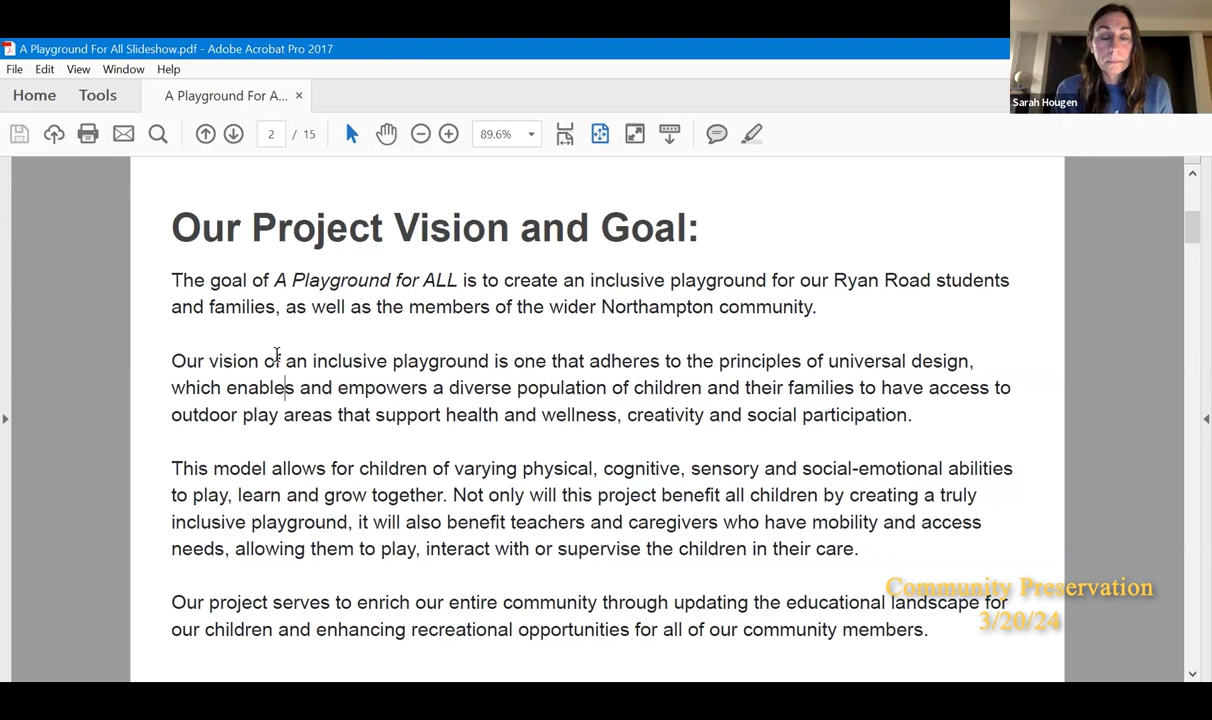 A Playground For All Slideshow.pdf - Adobe Acrobat Pro 2017
File Edit View Window Help
Home Tools A Playground For A... ×
2 / 15 89.6%
Sarah Hougen
Our Project Vision and Goal:
The goal of A Playground for ALL is to create an inclusive playground for our Ryan Road students
and families, as well as the members of the wider Northampton community.
Our vision of an inclusive playground is one that adheres to the principles of universal design,
which enables and empowers a diverse population of children and their families to have access to
outdoor play areas that support health and wellness, creativity and social participation.
This model allows for children of varying physical, cognitive, sensory and social-emotional abilities
to play, learn and grow together. Not only will this project benefit all children by creating a truly
inclusive playground, it will also benefit teachers and caregivers who have mobility and access
needs, allowing them to play, interact with or supervise the children in their care.
Our project serves to enrich our entire community through updating the educational landscape for
our children and enhancing recreational opportunities for all of our community members.
Community Preservation
3/20/24